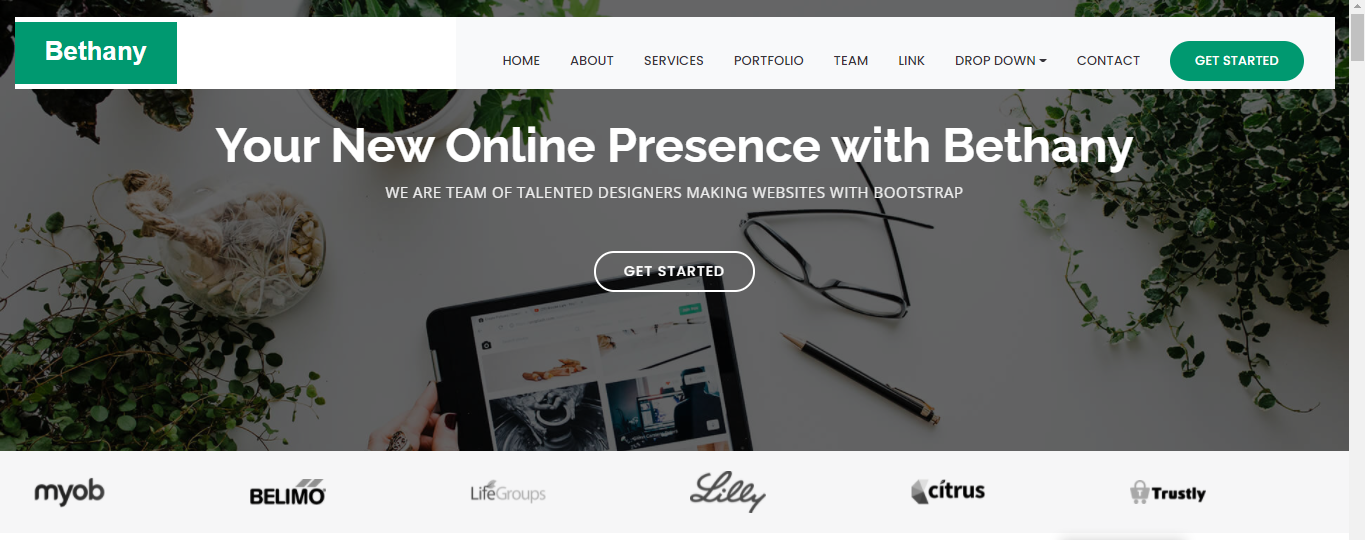 Bethany
HOME ABOUT SERVICES PORTFOLIO TEAM LINK DROP DOWN CONTACT GET STARTED
Your New Online Presence with Bethany
WE ARE TEAM OF TALENTED DESIGNERS MAKING WEBSITES WITH BOOTSTRAP
GET STARTED
myob BELIMO LifeGroups Lilly citrus Trustly